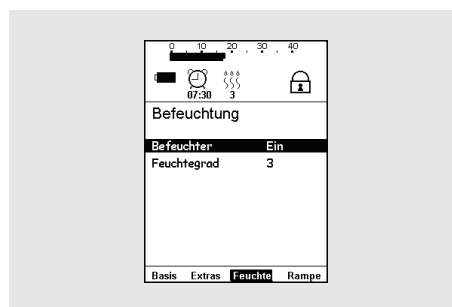 0 10 20 30 40
07:30 3
Befeuchtung
Befeuchter Ein
Feuchtegrad 3
Basis Extras Feuchte Rampe